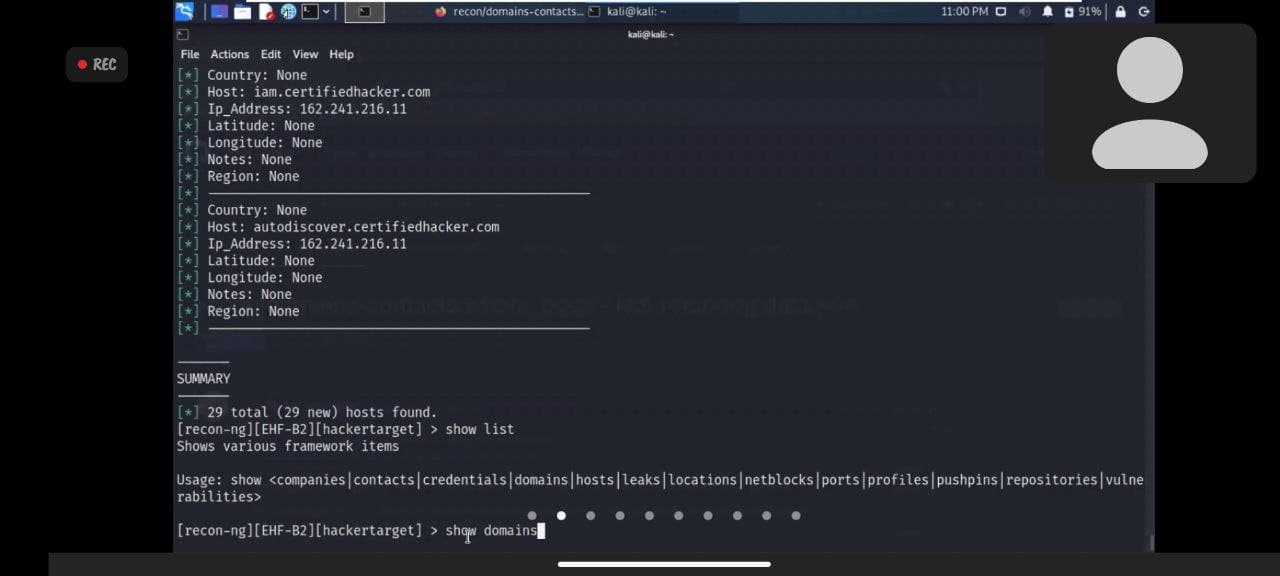 recon/domains-contacts... kali@kali: ~ 11:00 PM 91%
kali@kali: ~
REC
File Actions Edit View Help
[*] Country: None
[*] Host: iam.certifiedhacker.com
[*] Ip_Address: 162.241.216.11
[*] Latitude: None
[*] Longitude: None
[*] Notes: None
[*] Region: None
[*] ──────────────────────────────────────────────────
[*] Country: None
[*] Host: autodiscover.certifiedhacker.com
[*] Ip_Address: 162.241.216.11
[*] Latitude: None
[*] Longitude: None
[*] Notes: None
[*] Region: None
[*] ──────────────────────────────────────────────────
───────
SUMMARY
───────
[*] 29 total (29 new) hosts found.
[recon-ng][EHF-B2][hackertarget] > show list
Shows various framework items
Usage: show <companies|contacts|credentials|domains|hosts|leaks|locations|netblocks|ports|profiles|pushpins|repositories|vulne
rabilities>
[recon-ng][EHF-B2][hackertarget] > show domains